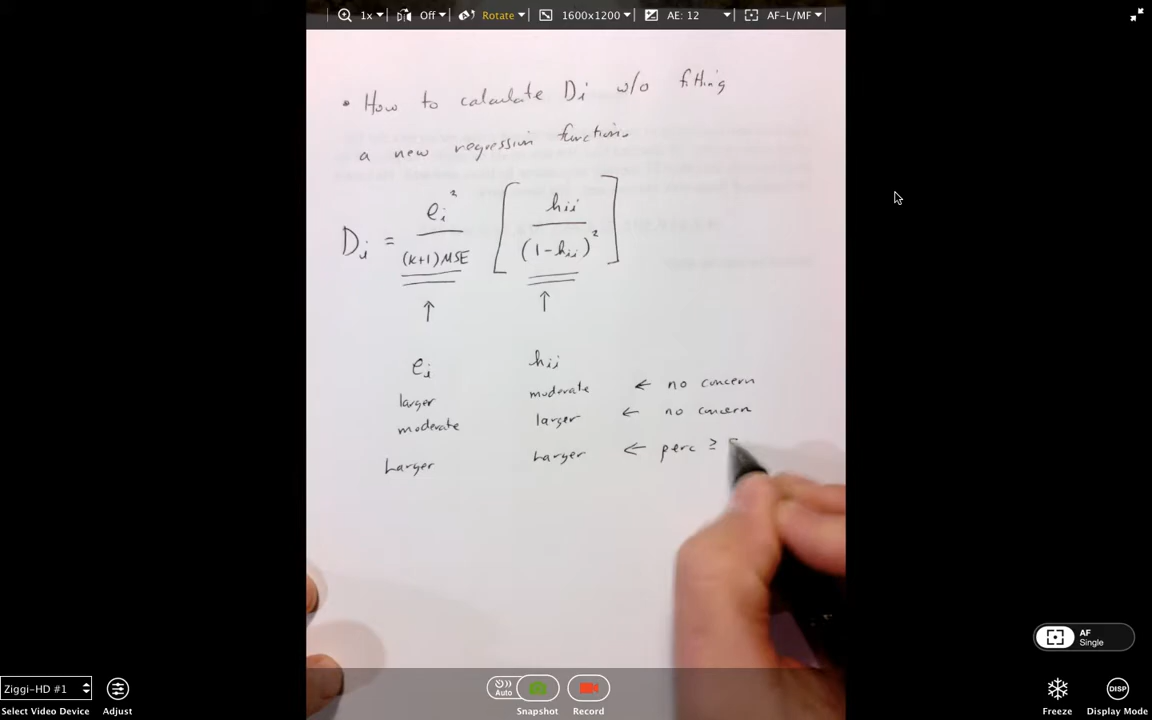 1x Off Rotate 1600x1200 AE: 12 AF-L/MF
• How to calculate Di w/o fitting
a new regression function.
Di = ei² / (k+1)MSE [ hii / (1-hii)² ]
↑ ↑
ei hii
larger moderate ← no concern
moderate larger ← no concern
Larger Larger ← perc ≥
AF
Single
Ziggi-HD #1
Auto
Select Video Device Adjust Snapshot Record Freeze Display Mode
DISP